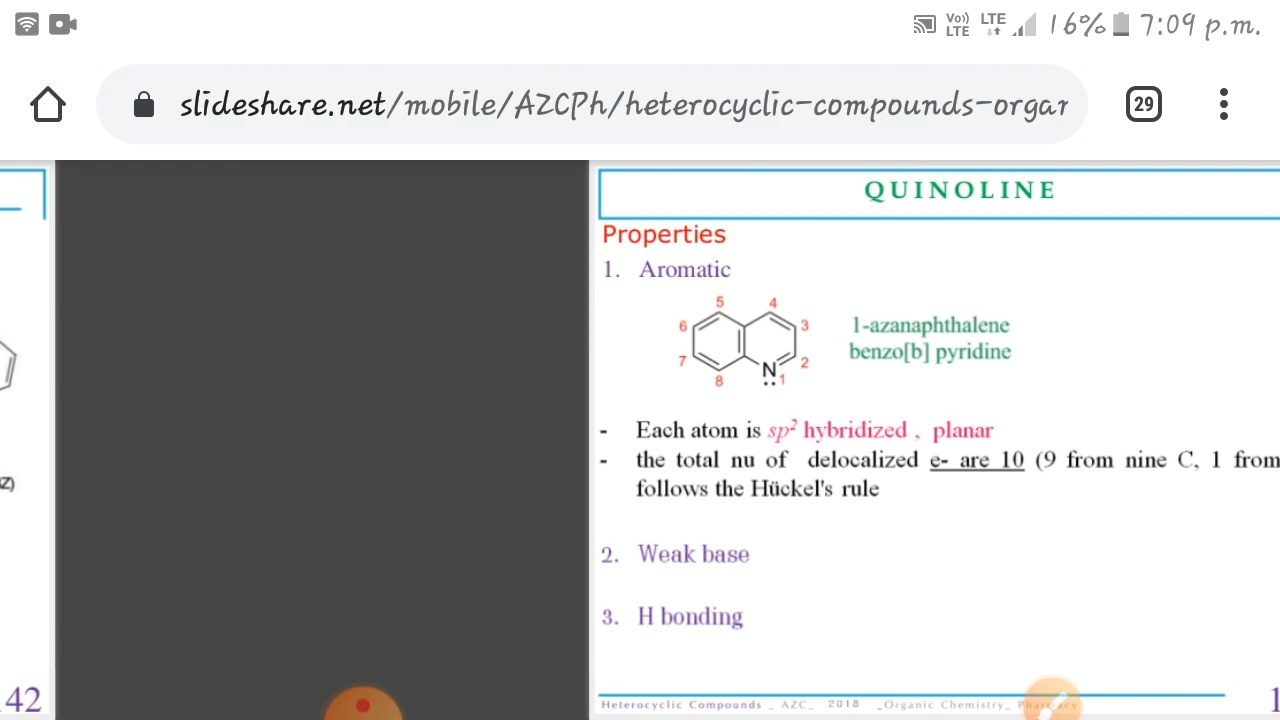 Vo))
LTE
LTE
16%
7:09 p.m.
slideshare.net/mobile/AZCPh/heterocyclic-compounds-orgar
29
QUINOLINE
Properties
1. Aromatic
5
4
6
3
1-azanaphthalene
7
2
benzo[b] pyridine
N
8
1
- Each atom is sp2 hybridized , planar
- the total nu of delocalized e- are 10 (9 from nine C, 1 from
follows the Hückel's rule
Z)
2. Weak base
3. H bonding
42
Heterocyclic Compounds _ AZC_ 2018 _Organic Chemistry_ Pharmacy
1